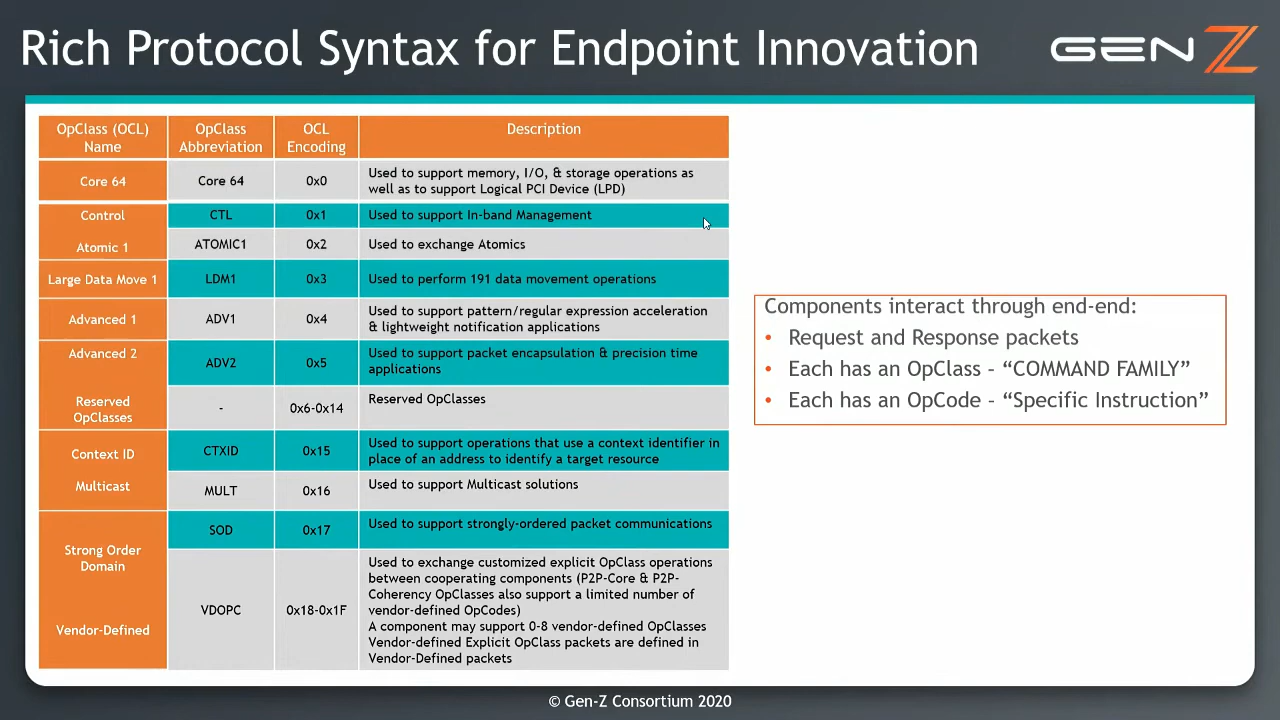 Rich Protocol Syntax for Endpoint Innovation
GEN Z
OpClass (OCL)
Name
OpClass
Abbreviation
OCL
Encoding
Description
Core 64
Core 64
0x0
Used to support memory, I/O, & storage operations as
well as to support Logical PCI Device (LPD)
Control
CTL
0x1
Used to support In-band Management
Atomic 1
ATOMIC1
0x2
Used to exchange Atomics
Large Data Move 1
LDM1
0x3
Used to perform 191 data movement operations
Advanced 1
ADV1
0x4
Used to support pattern/regular expression acceleration
& lightweight notification applications
Advanced 2
ADV2
0x5
Used to support packet encapsulation & precision time
applications
Reserved
OpClasses
-
0x6-0x14
Reserved OpClasses
Context ID
CTXID
0x15
Used to support operations that use a context identifier in
place of an address to identify a target resource
Multicast
MULT
0x16
Used to support Multicast solutions
Strong Order
Domain
SOD
0x17
Used to support strongly-ordered packet communications
Vendor-Defined
VDOPC
0x18-0x1F
Used to exchange customized explicit OpClass operations
between cooperating components (P2P-Core & P2P-
Coherency OpClasses also support a limited number of
vendor-defined OpCodes)
A component may support 0-8 vendor-defined OpClasses
Vendor-defined Explicit OpClass packets are defined in
Vendor-Defined packets
Components interact through end-end:
• Request and Response packets
• Each has an OpClass – “COMMAND FAMILY”
• Each has an OpCode – “Specific Instruction”
© Gen-Z Consortium 2020